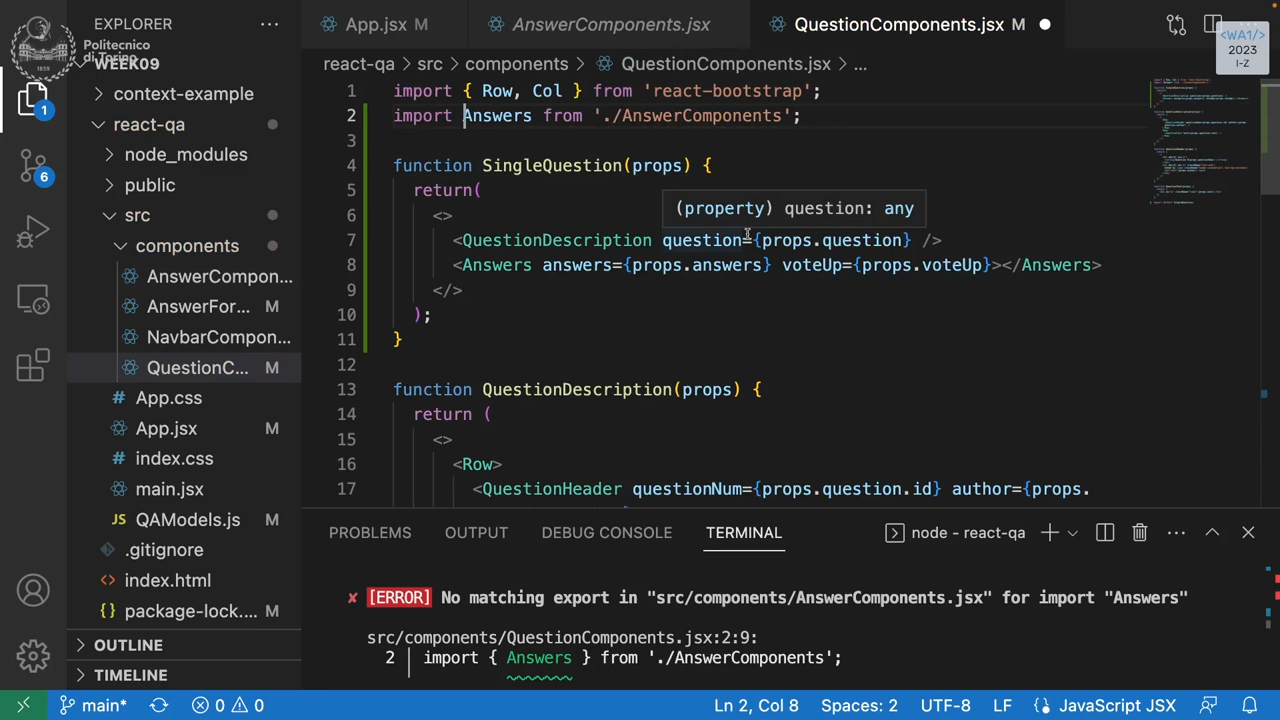 EXPLORER
Politecnico
di Torino
1859
WEEK09
context-example
react-qa
node_modules
public
src
components
AnswerCompon...
AnswerFor... M
NavbarCompon...
QuestionC... M
App.css
App.jsx M
index.css
main.jsx
QAModels.js M
.gitignore
index.html
package-lock....
OUTLINE
TIMELINE
1
6
App.jsx M
AnswerComponents.jsx
QuestionComponents.jsx M
<WA1/>
2023
I-Z
react-qa > src > components > QuestionComponents.jsx > ...
1 import { Row, Col } from 'react-bootstrap';
2 import Answers from './AnswerComponents';
3
4 function SingleQuestion(props) {
5 return(
(property) question: any
6 <>
7 <QuestionDescription question={props.question} />
8 <Answers answers={props.answers} voteUp={props.voteUp}></Answers>
9 </>
10 );
11 }
12
13 function QuestionDescription(props) {
14 return (
15 <>
16 <Row>
17 <QuestionHeader questionNum={props.question.id} author={props.
PROBLEMS OUTPUT DEBUG CONSOLE TERMINAL
node - react-qa
✘ [ERROR] No matching export in "src/components/AnswerComponents.jsx" for import "Answers"
src/components/QuestionComponents.jsx:2:9:
2 │ import { Answers } from './AnswerComponents';
main* 0 0 Ln 2, Col 8 Spaces: 2 UTF-8 LF JavaScript JSX